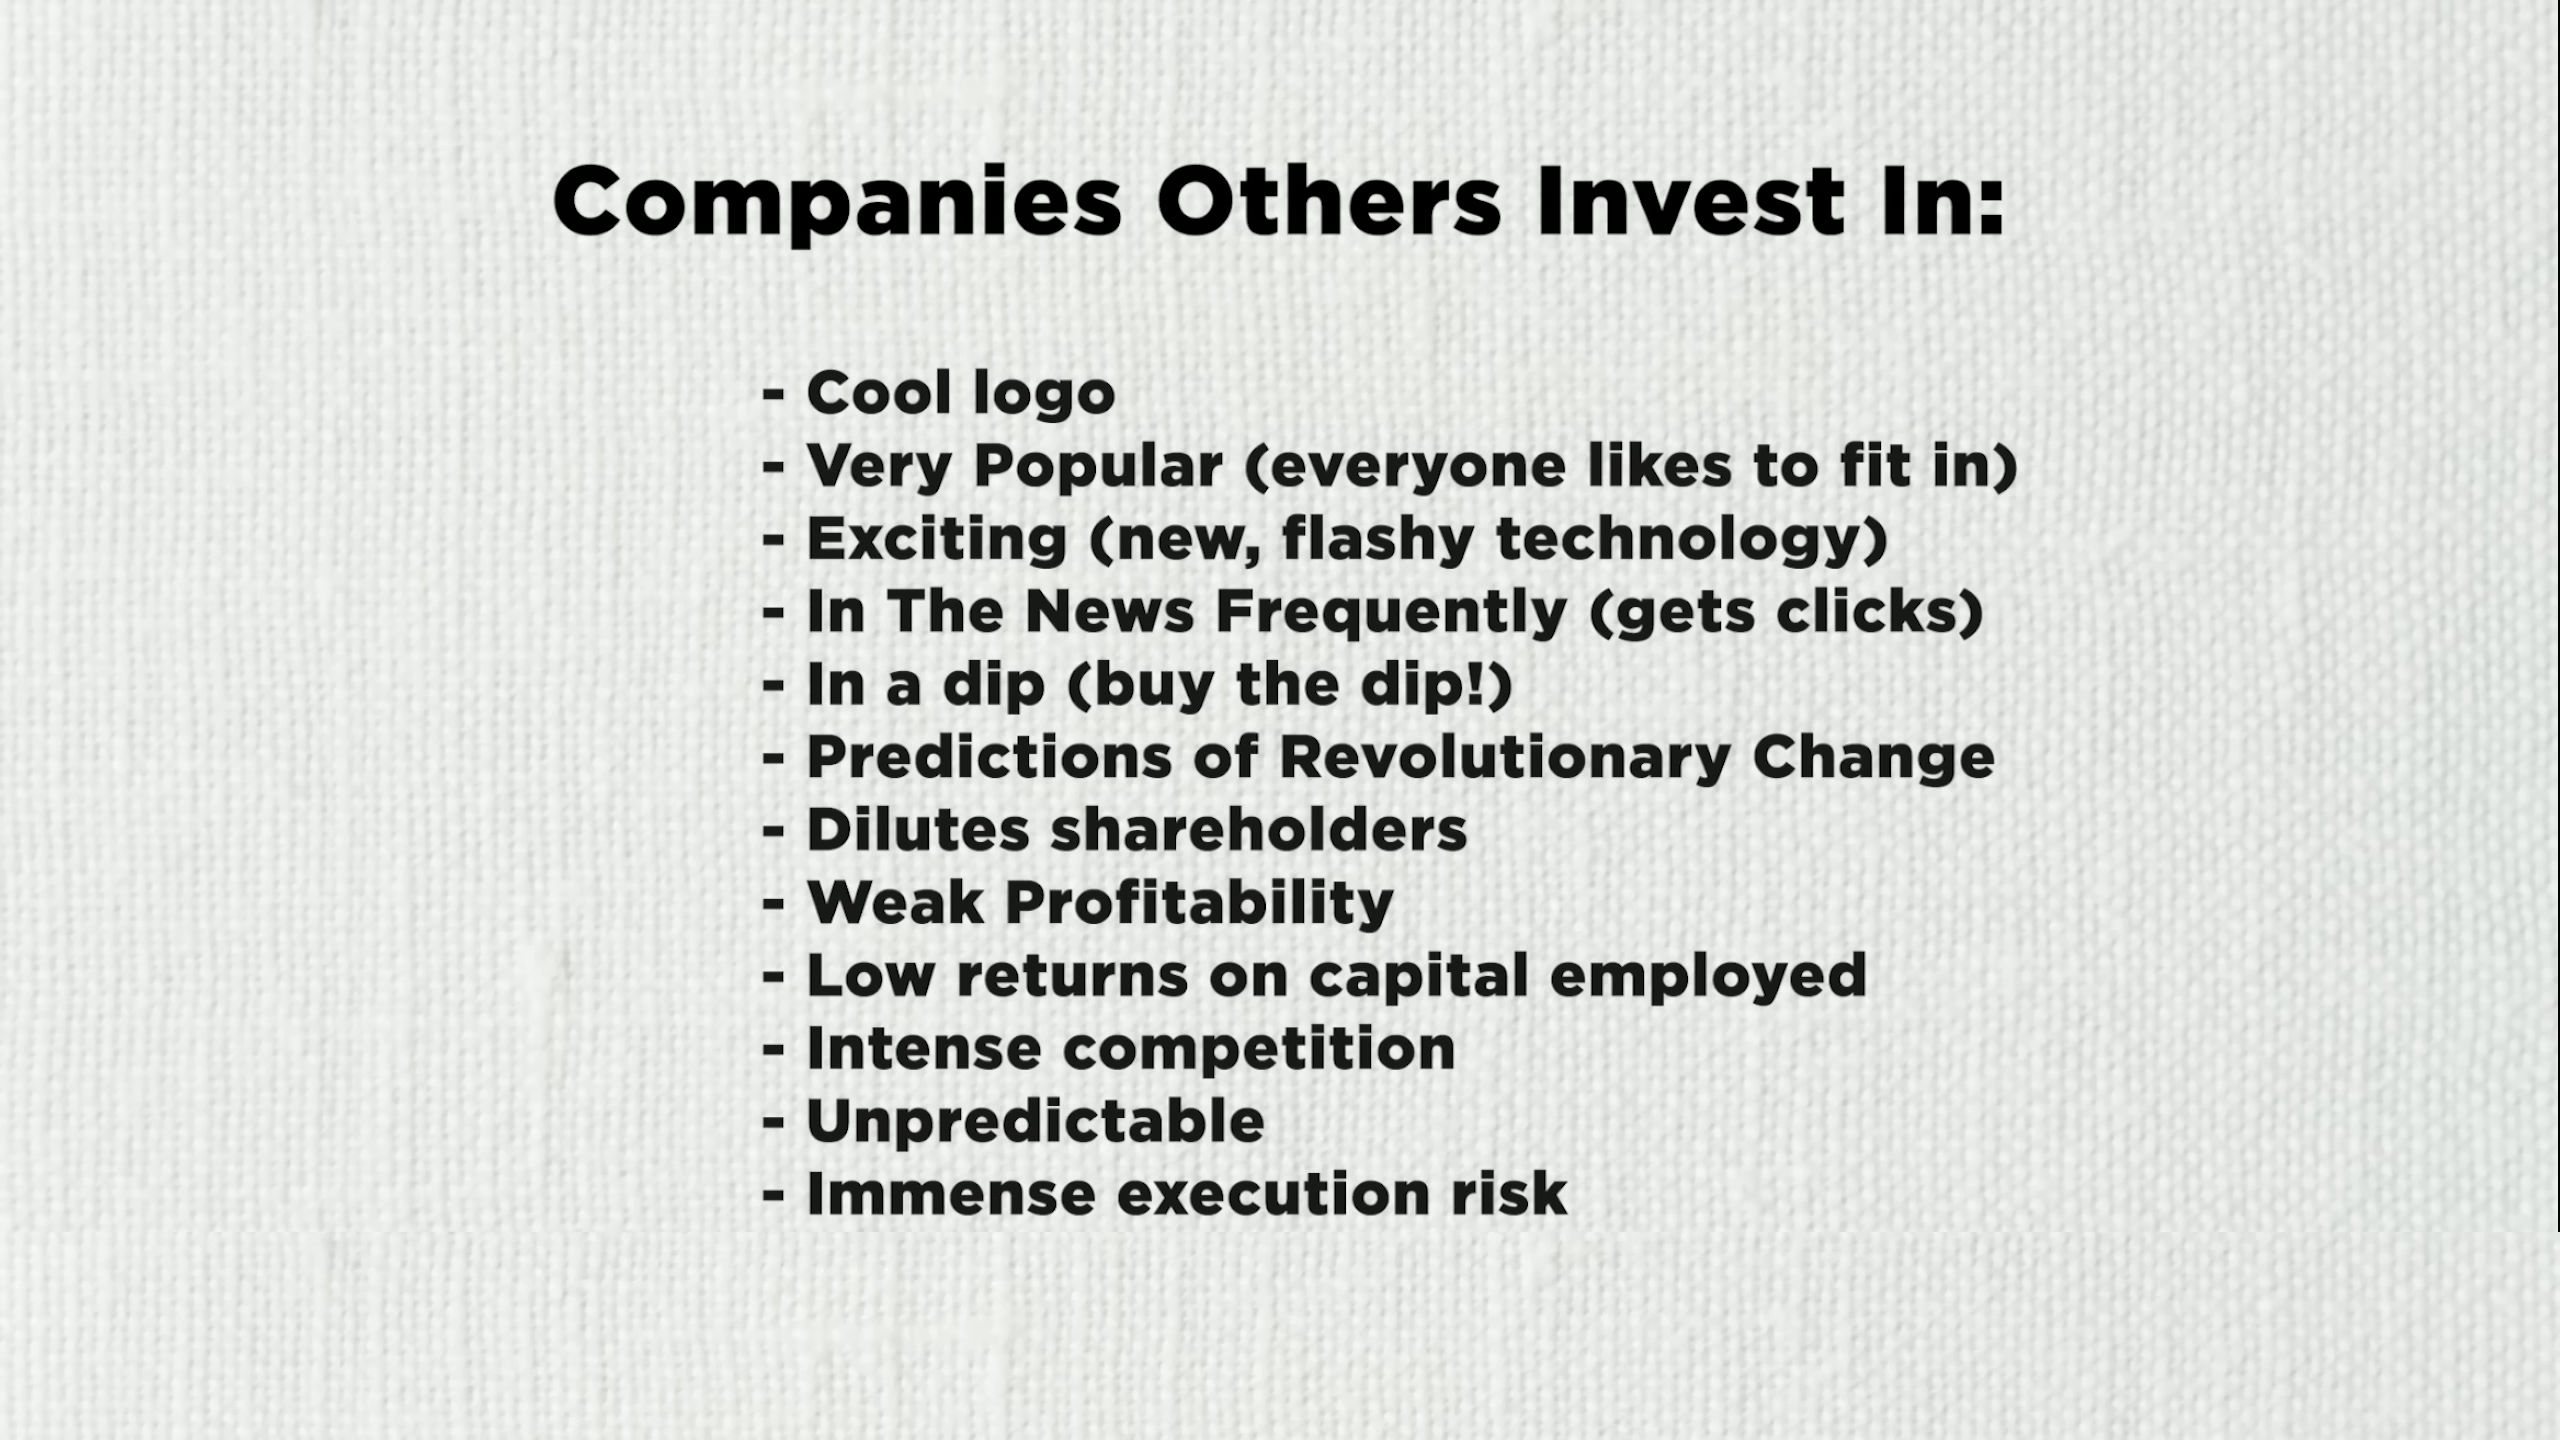 Companies Others Invest In:
- Cool logo
- Very Popular (everyone likes to fit in)
- Exciting (new, flashy technology)
- In The News Frequently (gets clicks)
- In a dip (buy the dip!)
- Predictions of Revolutionary Change
- Dilutes shareholders
- Weak Profitability
- Low returns on capital employed
- Intense competition
- Unpredictable
- Immense execution risk